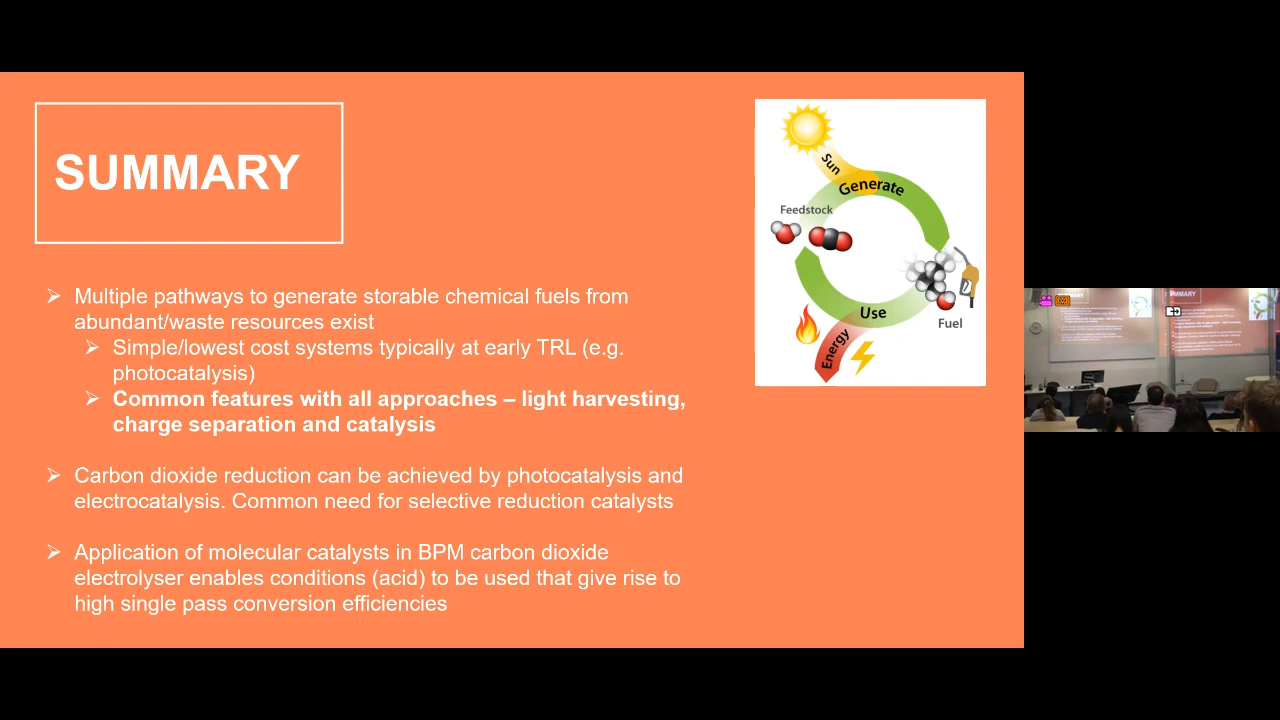 SUMMARY
➢ Multiple pathways to generate storable chemical fuels from
abundant/waste resources exist
➢ Simple/lowest cost systems typically at early TRL (e.g.
photocatalysis)
➢ Common features with all approaches – light harvesting,
charge separation and catalysis
➢ Carbon dioxide reduction can be achieved by photocatalysis and
electrocatalysis. Common need for selective reduction catalysts
➢ Application of molecular catalysts in BPM carbon dioxide
electrolyser enables conditions (acid) to be used that give rise to
high single pass conversion efficiencies
Sun
Generate
Feedstock
Use
Fuel
Energy